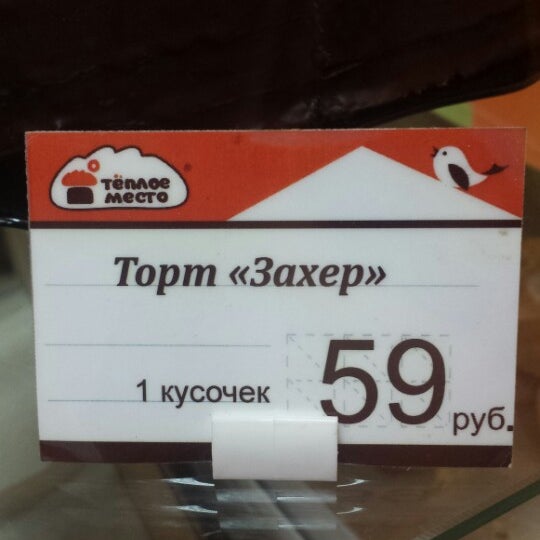 тёплое
место
Торт «Захер»
1 кусочек 59 руб.